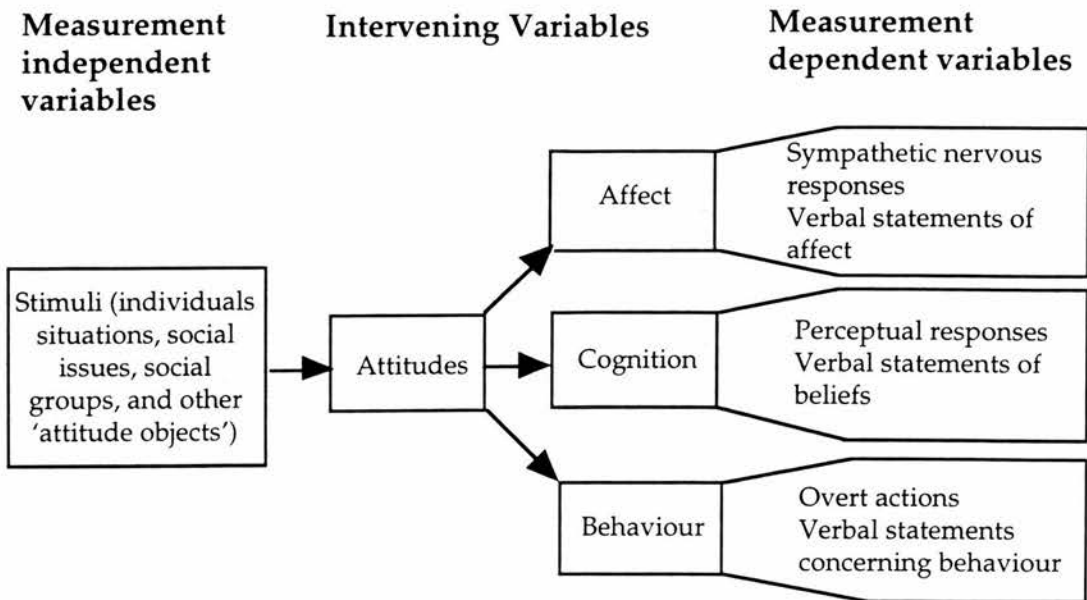 Measurement
independent
variables
Intervening Variables
Measurement
dependent variables
Stimuli (individuals
situations, social
issues, social
groups, and other
‘attitude objects’)
Attitudes
Affect
Sympathetic nervous
responses
Verbal statements of
affect
Cognition
Perceptual responses
Verbal statements of
beliefs
Behaviour
Overt actions
Verbal statements
concerning behaviour